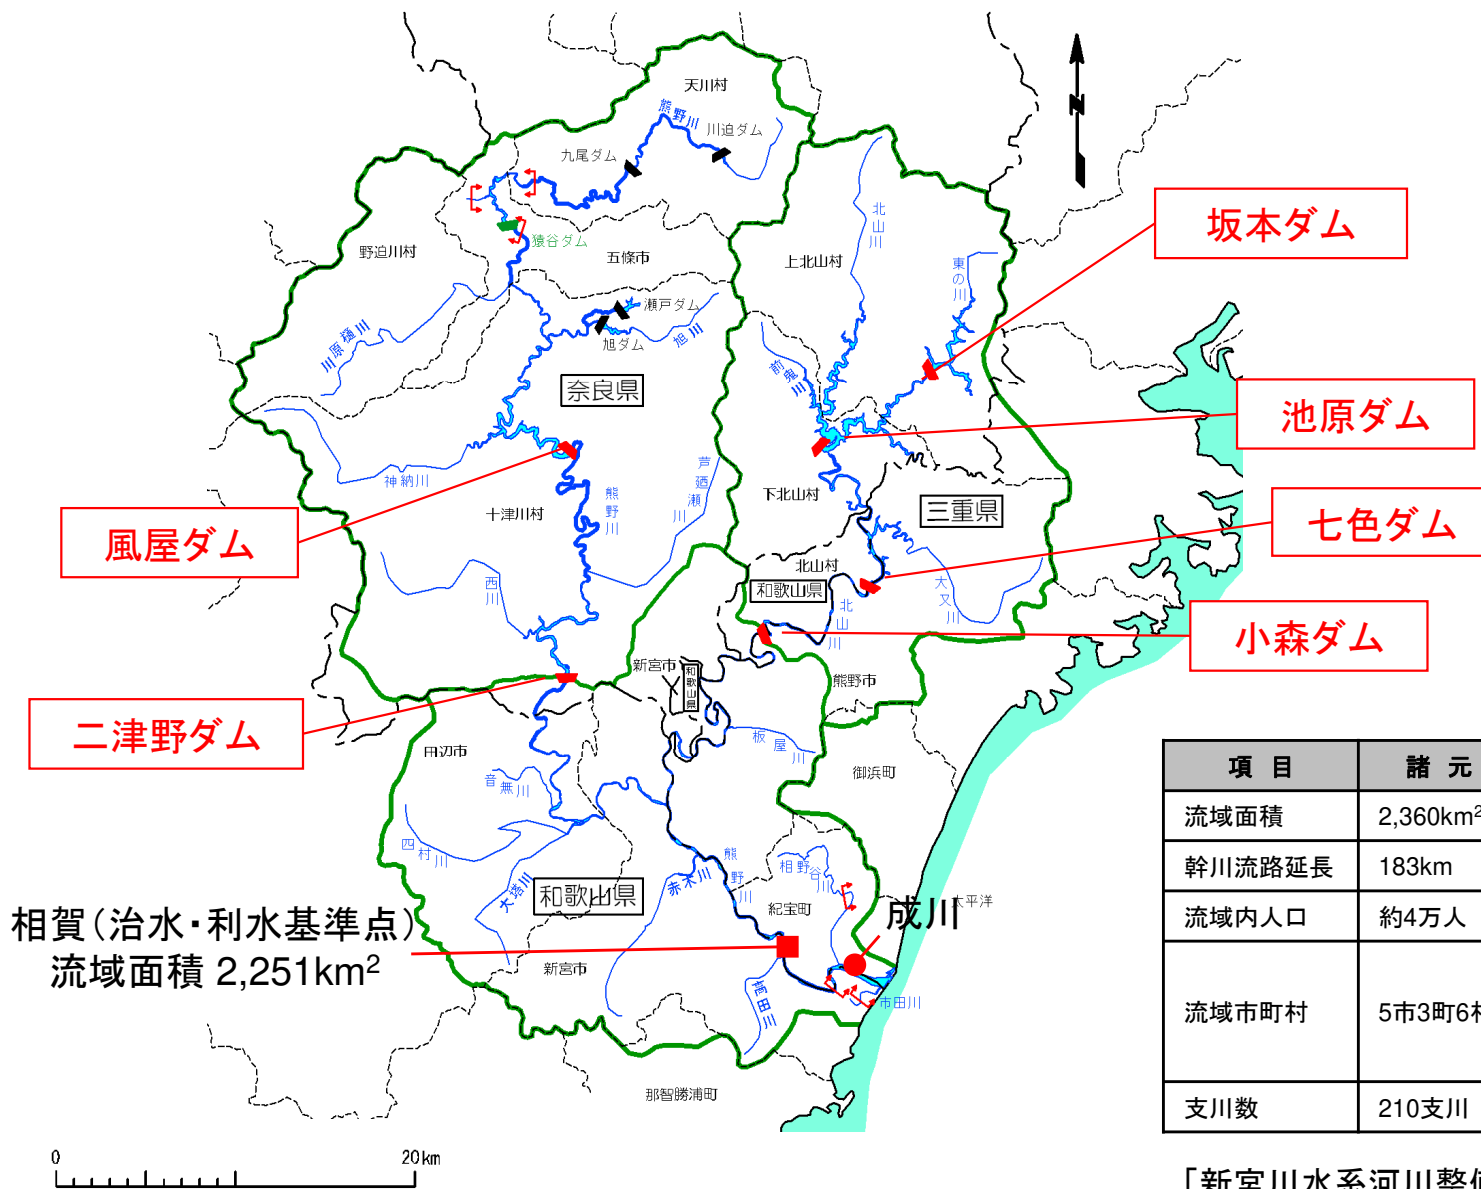 天川村
熊野川
川迫ダム
九尾ダム
猿谷ダム
野迫川村
五條市
北山川
上北山村
東の川
坂本ダム
瀬戸ダム
旭ダム
旭川
川原樋川
前鬼川
奈良県
池原ダム
神納川
芦廼瀬川
熊野川
十津川村
下北山村
三重県
七色ダム
風屋ダム
北山村
和歌山県
西川
北山川
大又川
小森ダム
新宮市
和歌山県
熊野市
二津野ダム
田辺市
音無川
板屋川
御浜町
四村川
大塔川
和歌山県
赤木川
熊野川
相野谷川
紀宝町
成川
太平洋
相賀(治水・利水基準点)
流域面積 2,251km²
新宮市
市田川
那智勝浦町
0 20km
項目 諸元
流域面積 2,360km²
幹川流路延長 183km
流域内人口 約4万人
流域市町村 5市3町6村
支川数 210支川
「新宮川水系河川整備